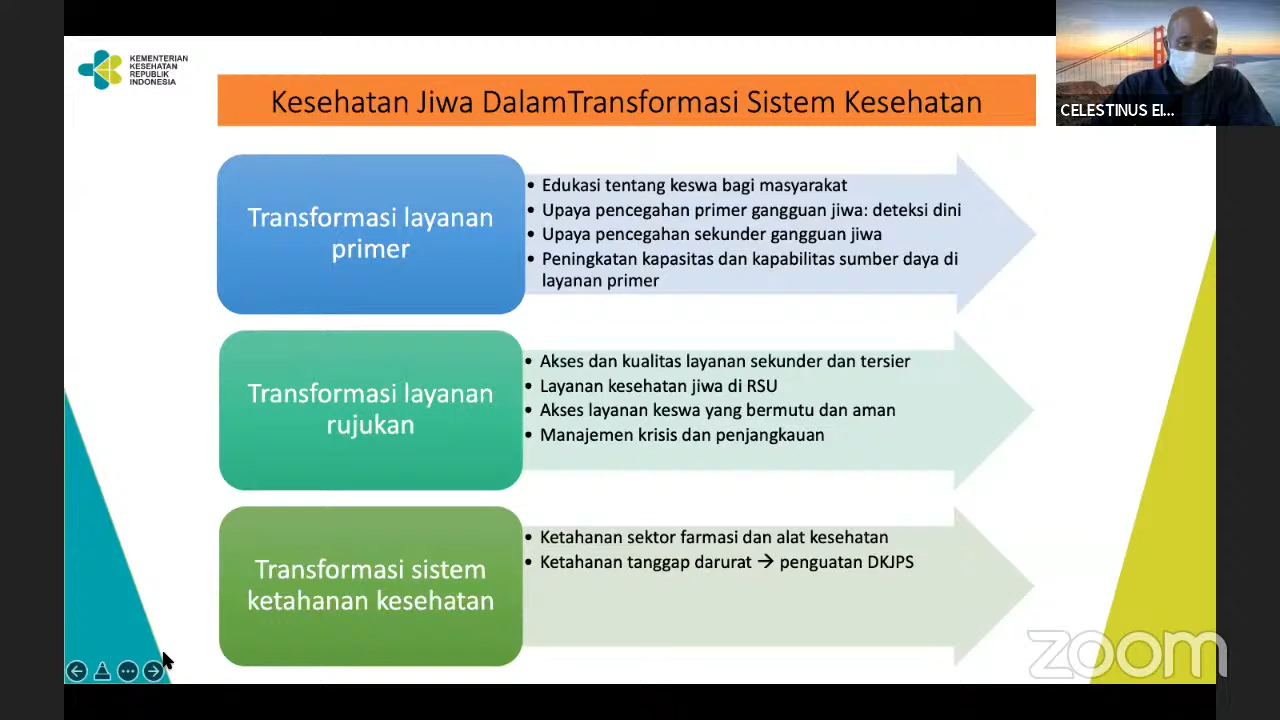 KEMENTERIAN
KESEHATAN
REPUBLIK
INDONESIA
Kesehatan Jiwa DalamTransformasi Sistem Kesehatan
CELESTINUS EI...
Transformasi layanan
primer
• Edukasi tentang keswa bagi masyarakat
• Upaya pencegahan primer gangguan jiwa: deteksi dini
• Upaya pencegahan sekunder gangguan jiwa
• Peningkatan kapasitas dan kapabilitas sumber daya di
layanan primer
Transformasi layanan
rujukan
• Akses dan kualitas layanan sekunder dan tersier
• Layanan kesehatan jiwa di RSU
• Akses layanan keswa yang bermutu dan aman
• Manajemen krisis dan penjangkauan
Transformasi sistem
ketahanan kesehatan
• Ketahanan sektor farmasi dan alat kesehatan
• Ketahanan tanggap darurat → penguatan DKJPS
zoom